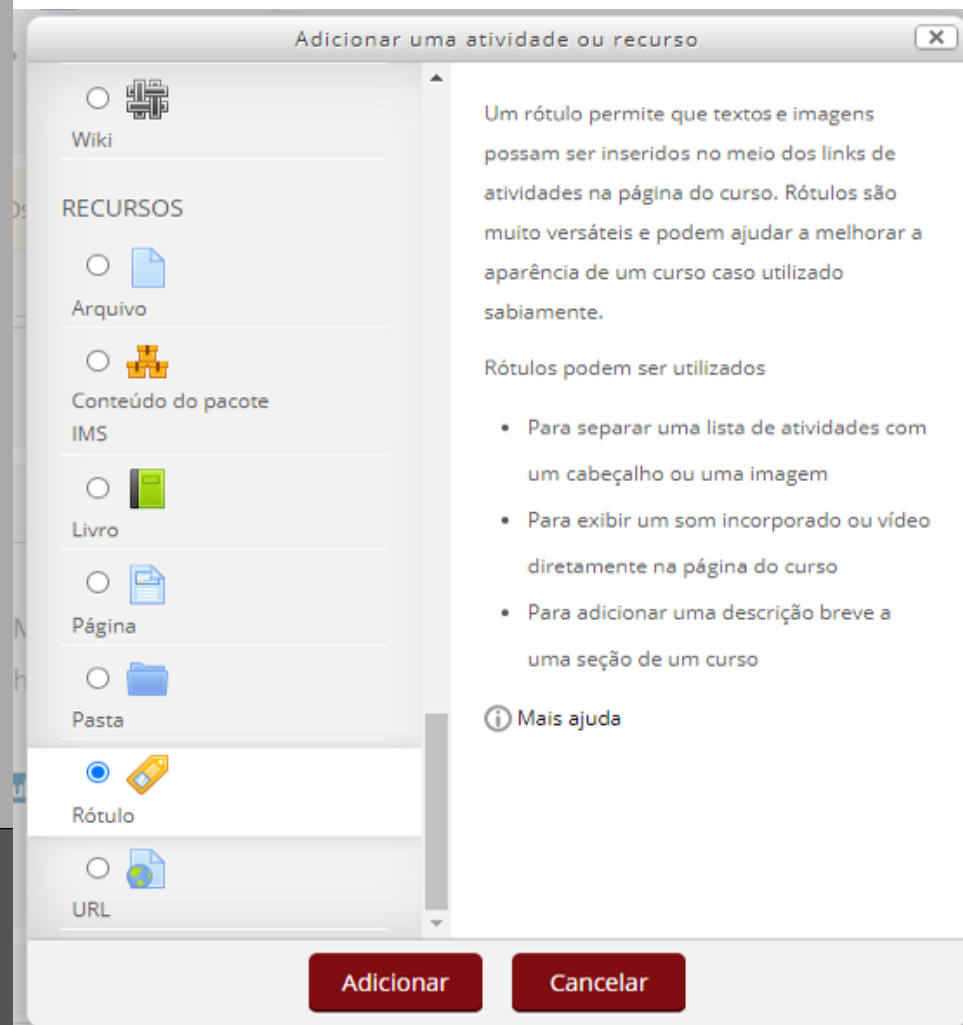 Adicionar uma atividade ou recurso
Wiki
RECURSOS
Arquivo
Conteúdo do pacote
IMS
Livro
Página
Pasta
Rótulo
URL
Um rótulo permite que textos e imagens
possam ser inseridos no meio dos links de
atividades na página do curso. Rótulos são
muito versáteis e podem ajudar a melhorar a
aparência de um curso caso utilizado
sabiamente.
Rótulos podem ser utilizados
• Para separar uma lista de atividades com
um cabeçalho ou uma imagem
• Para exibir um som incorporado ou vídeo
diretamente na página do curso
• Para adicionar uma descrição breve a
uma seção de um curso
Mais ajuda
Adicionar
Cancelar